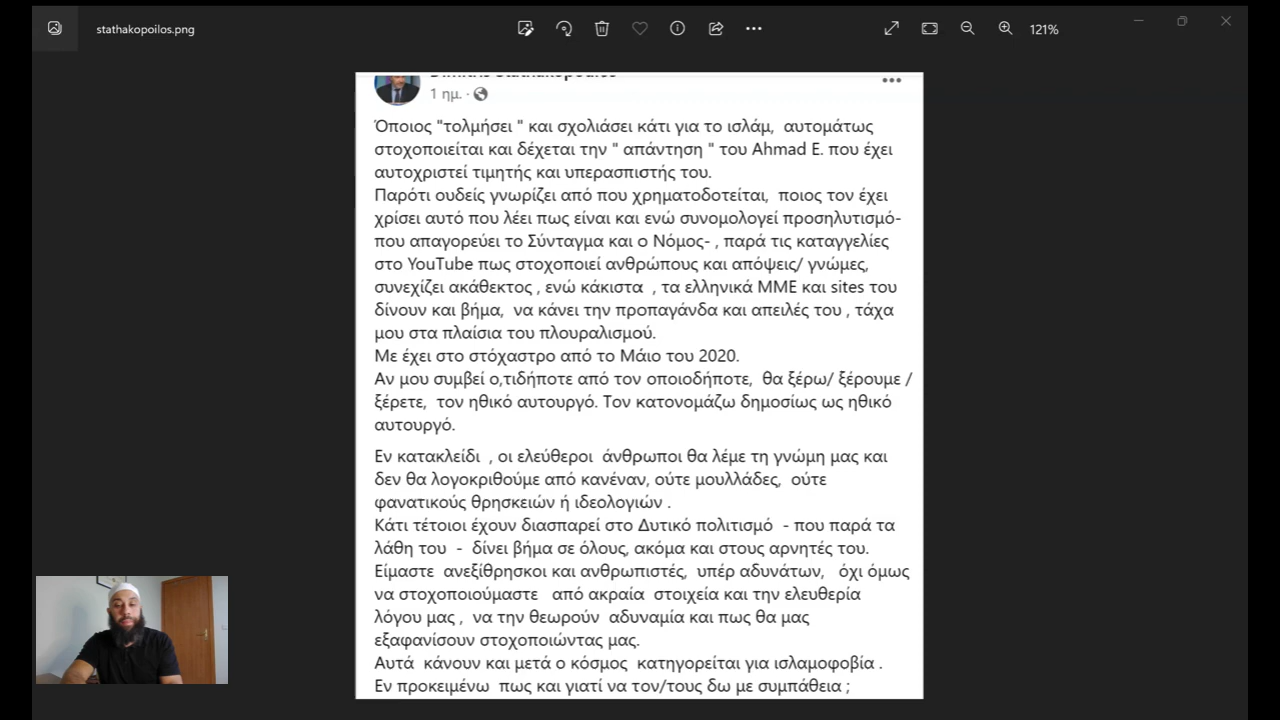 stathakopoilos.png
121%
Dimitris Stathakopoulos
1 ημ. ·
Όποιος "τολμήσει " και σχολιάσει κάτι για το ισλάμ,  αυτομάτως
στοχοποιείται και δέχεται την " απάντηση " του Ahmad E. που έχει
αυτοχριστεί τιμητής και υπερασπιστής του.
Παρότι ουδείς γνωρίζει από που χρηματοδοτείται,  ποιος τον έχει
χρίσει αυτό που λέει πως είναι και ενώ συνομολογεί προσηλυτισμό-
που απαγορεύει το Σύνταγμα και ο Νόμος- , παρά τις καταγγελίες
στο YouTube πως στοχοποιεί ανθρώπους και απόψεις/ γνώμες,
συνεχίζει ακάθεκτος , ενώ κάκιστα  , τα ελληνικά ΜΜΕ και sites του
δίνουν και βήμα,  να κάνει την προπαγάνδα και απειλές του , τάχα
μου στα πλαίσια του πλουραλισμού.
Με έχει στο στόχαστρο από το Μάιο του 2020.
Αν μου συμβεί ο,τιδήποτε από τον οποιοδήποτε,  θα ξέρω/ ξέρουμε /
ξέρετε,  τον ηθικό αυτουργό. Τον κατονομάζω δημοσίως ως ηθικό
αυτουργό.
Εν κατακλείδι  , οι ελεύθεροι  άνθρωποι θα λέμε τη γνώμη μας και
δεν θα λογοκριθούμε από κανέναν, ούτε μουλλάδες,  ούτε
φανατικούς θρησκειών ή ιδεολογιών .
Κάτι τέτοιοι έχουν διασπαρεί στο Δυτικό πολιτισμό  - που παρά τα
λάθη του  -  δίνει βήμα σε όλους, ακόμα και στους αρνητές του.
Είμαστε  ανεξίθρησκοι και ανθρωπιστές,  υπέρ αδυνάτων,   όχι όμως
να στοχοποιούμαστε   από ακραία  στοιχεία και την ελευθερία
λόγου μας ,  να την θεωρούν  αδυναμία και πως θα μας
εξαφανίσουν στοχοποιώντας μας.
Αυτά  κάνουν και μετά ο κόσμος  κατηγορείται για ισλαμοφοβία .
Εν προκειμένω  πως και γιατί να τον/τους δω με συμπάθεια ;